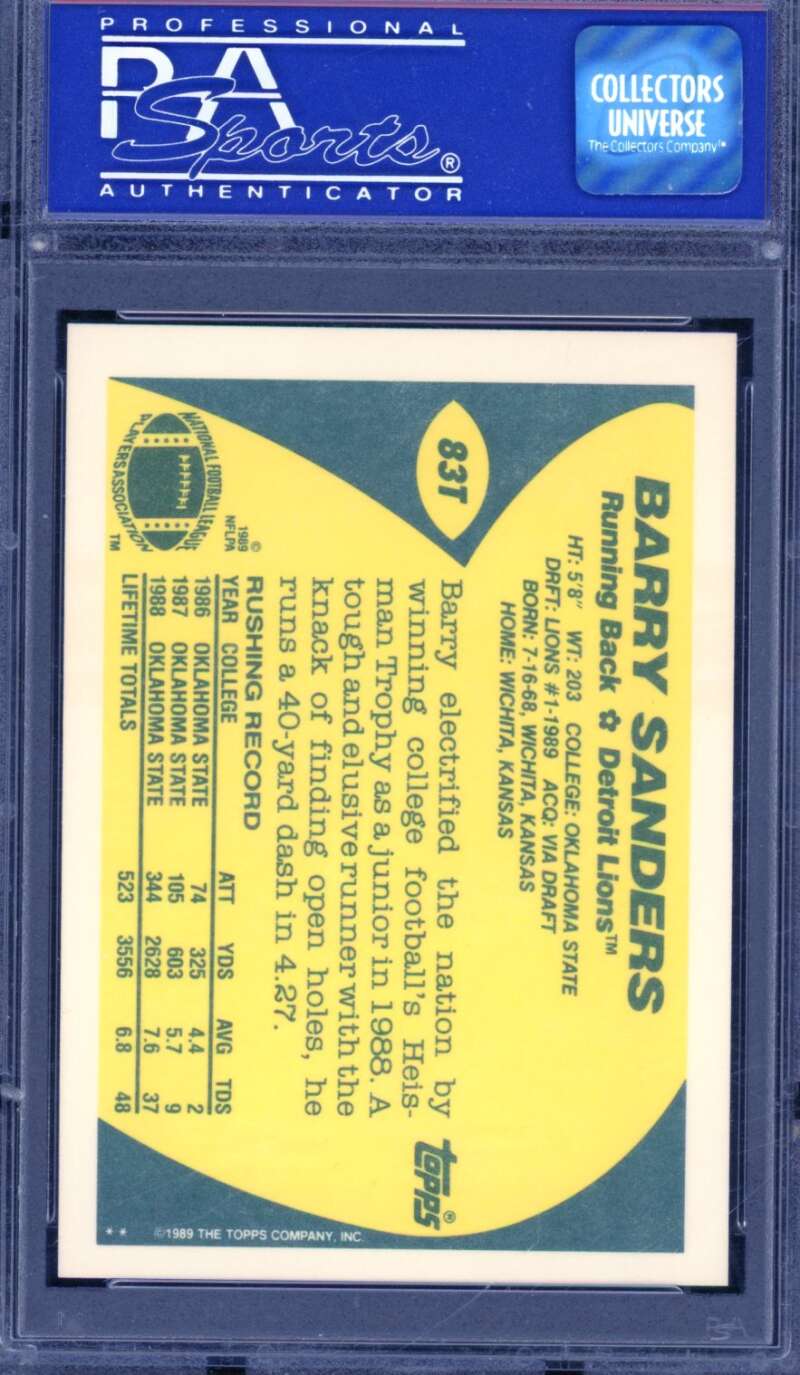 PROFESSIONAL
PSA
Sports®
AUTHENTICATOR
COLLECTORS
UNIVERSE
The Collectors Company™
83T
BARRY SANDERS
Running Back ✿ Detroit Lions™
HT: 5'8" WT: 203 COLLEGE: OKLAHOMA STATE
DRFT: LIONS #1-1989 ACQ: VIA DRAFT
BORN: 7-16-68, WICHITA, KANSAS
HOME: WICHITA, KANSAS
Barry electrified the nation by
winning college football's Heis-
man Trophy as a junior in 1988. A
tough and elusive runner with the
knack of finding open holes, he
runs a 40-yard dash in 4.27.
NATIONAL FOOTBALL LEAGUE
PLAYERS ASSOCIATION
TM
©
1989
NFLPA
RUSHING RECORD
YEAR COLLEGE ATT YDS AVG TDS
1986 OKLAHOMA STATE 74 325 4.4 2
1987 OKLAHOMA STATE 105 603 5.7 9
1988 OKLAHOMA STATE 344 2628 7.6 37
LIFETIME TOTALS 523 3556 6.8 48
topps®
** ©1989 THE TOPPS COMPANY, INC.
PSA